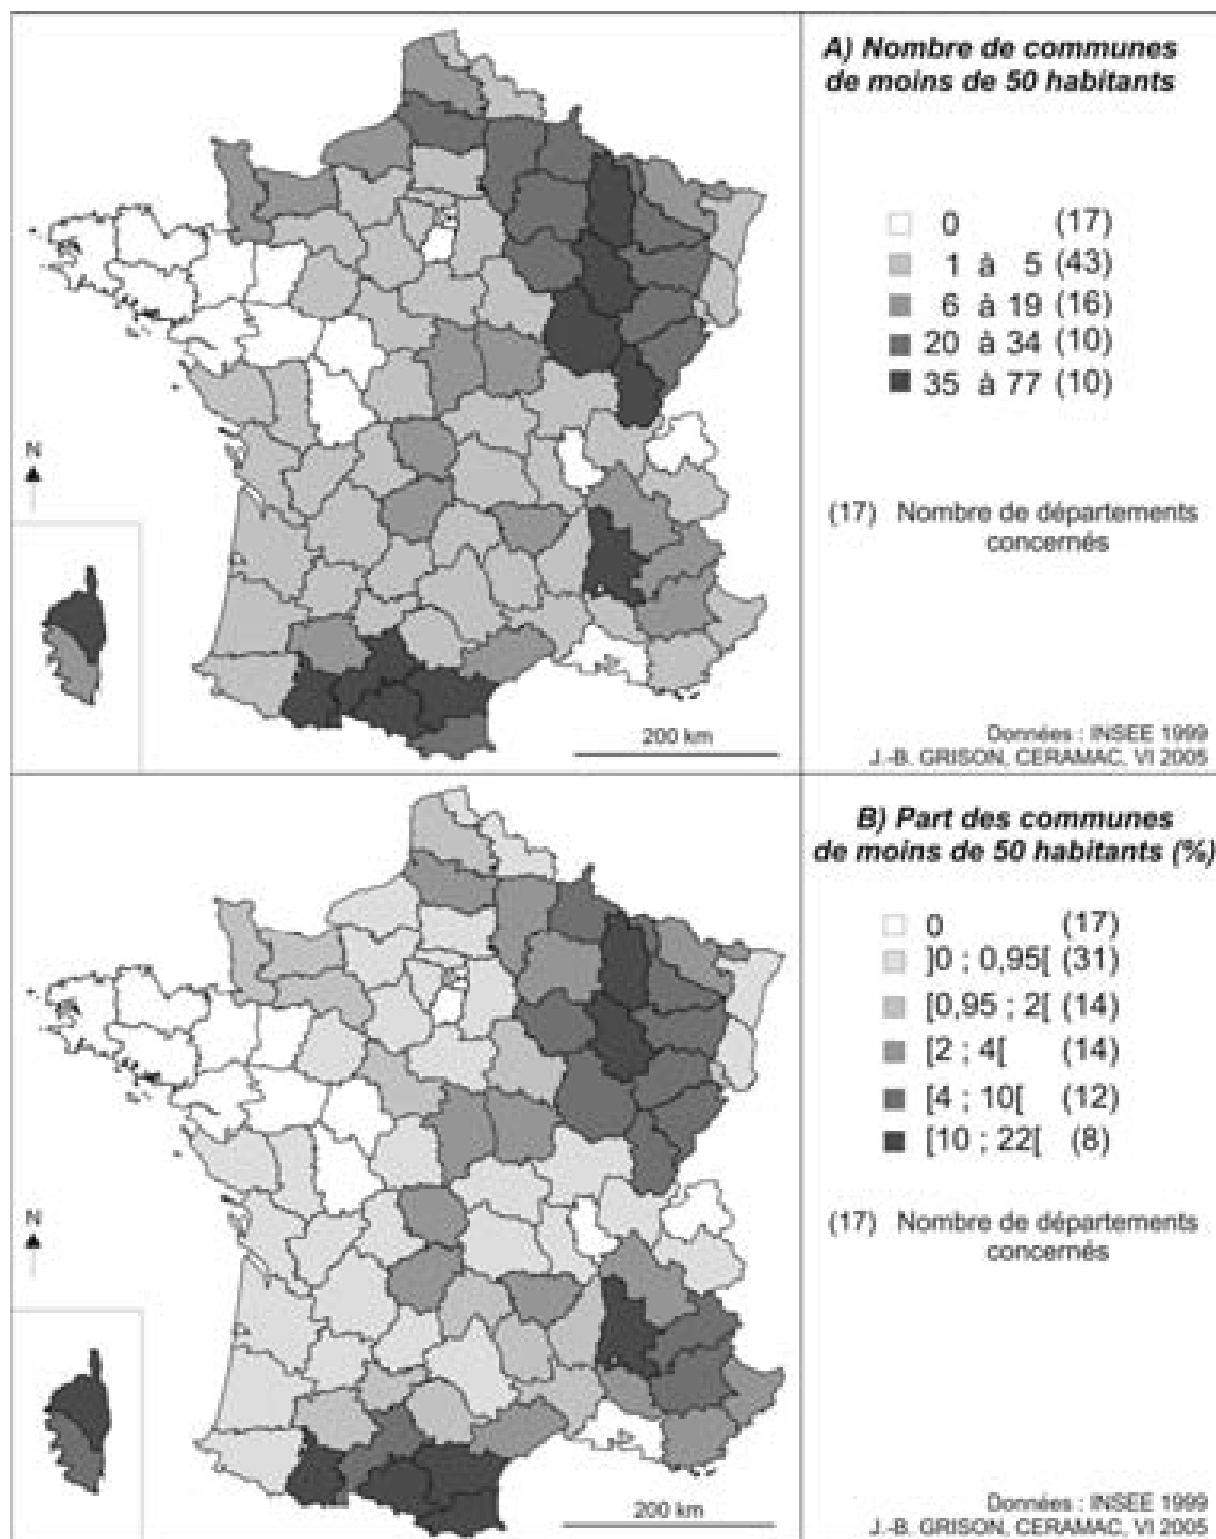 A) Nombre de communes
de moins de 50 habitants
0 (17)
1 à 5 (43)
6 à 19 (16)
20 à 34 (10)
35 à 77 (10)
N
(17) Nombre de départements
concernés
200 km
Données : INSEE 1999
J.-B. GRISON, CERAMAC, VI 2005
B) Part des communes
de moins de 50 habitants (%)
0 (17)
]0 ; 0,95[ (31)
[0,95 ; 2[ (14)
[2 ; 4[ (14)
[4 ; 10[ (12)
[10 ; 22[ (8)
N
(17) Nombre de départements
concernés
200 km
Données : INSEE 1999
J.-B. GRISON, CERAMAC, VI 2005